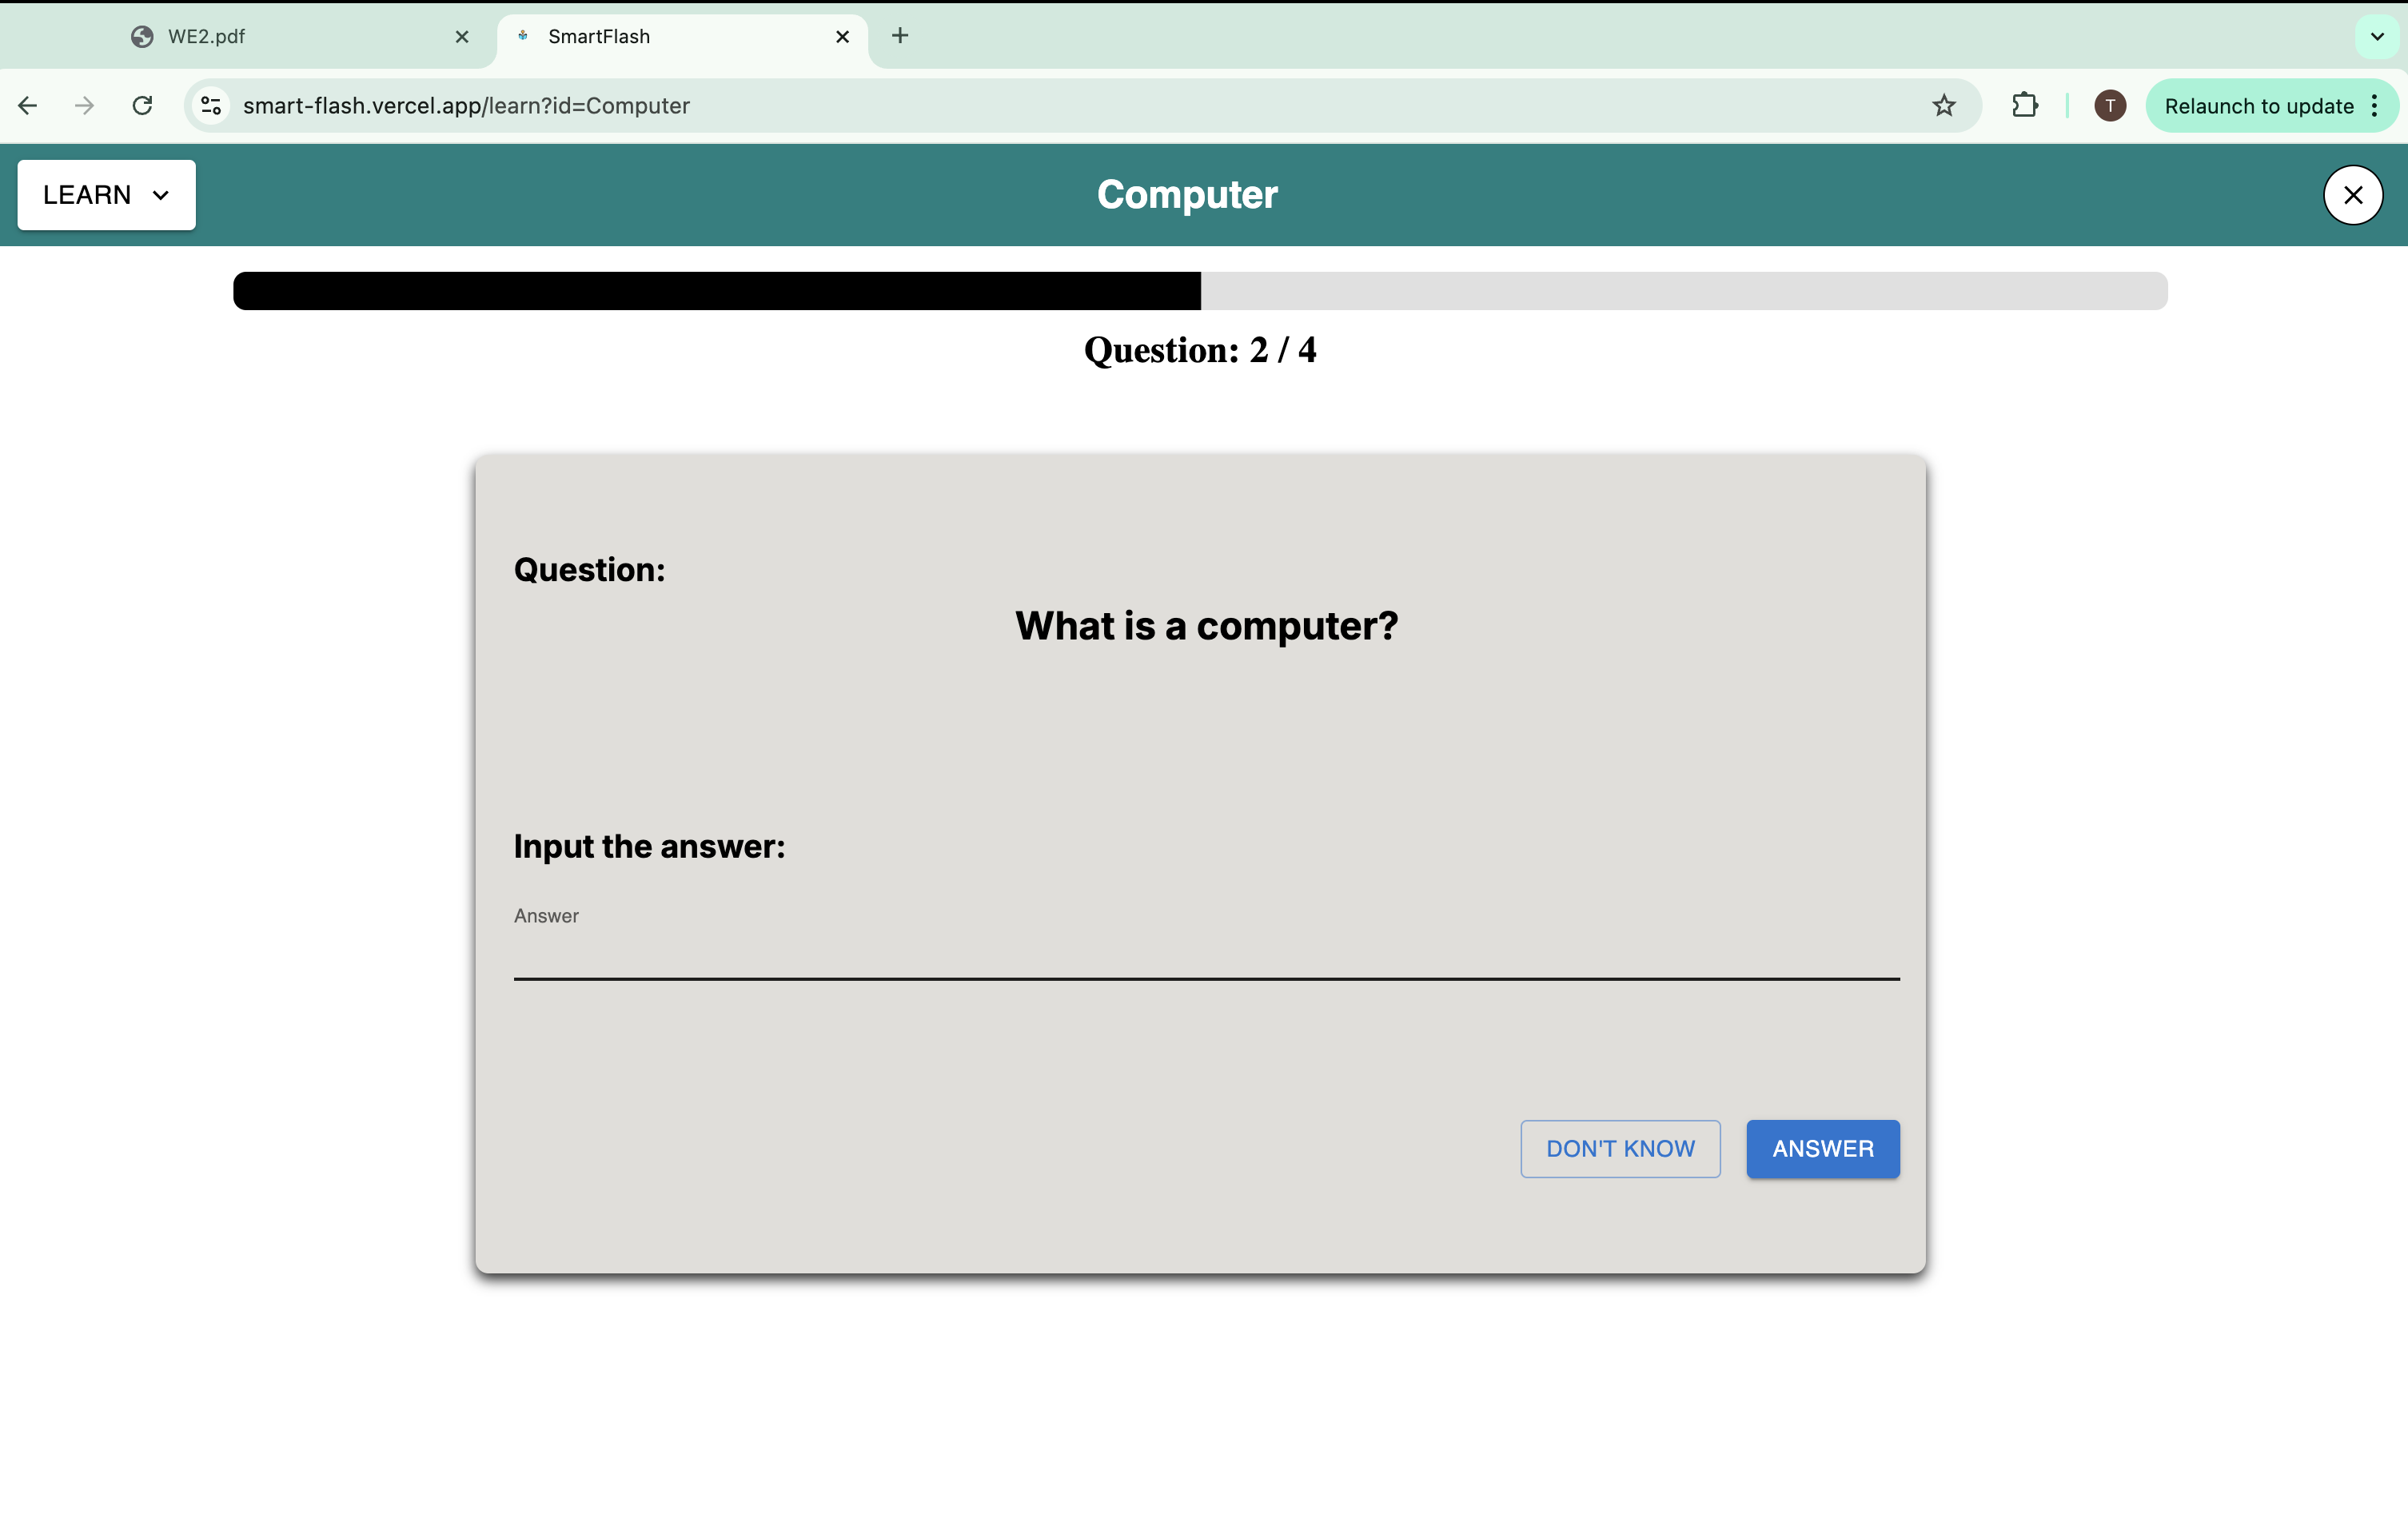 WE2.pdf
SmartFlash
smart-flash.vercel.app/learn?id=Computer
T
Relaunch to update
LEARN
Computer
Question: 2 / 4
Question:
What is a computer?
Input the answer:
Answer
DON'T KNOW
ANSWER